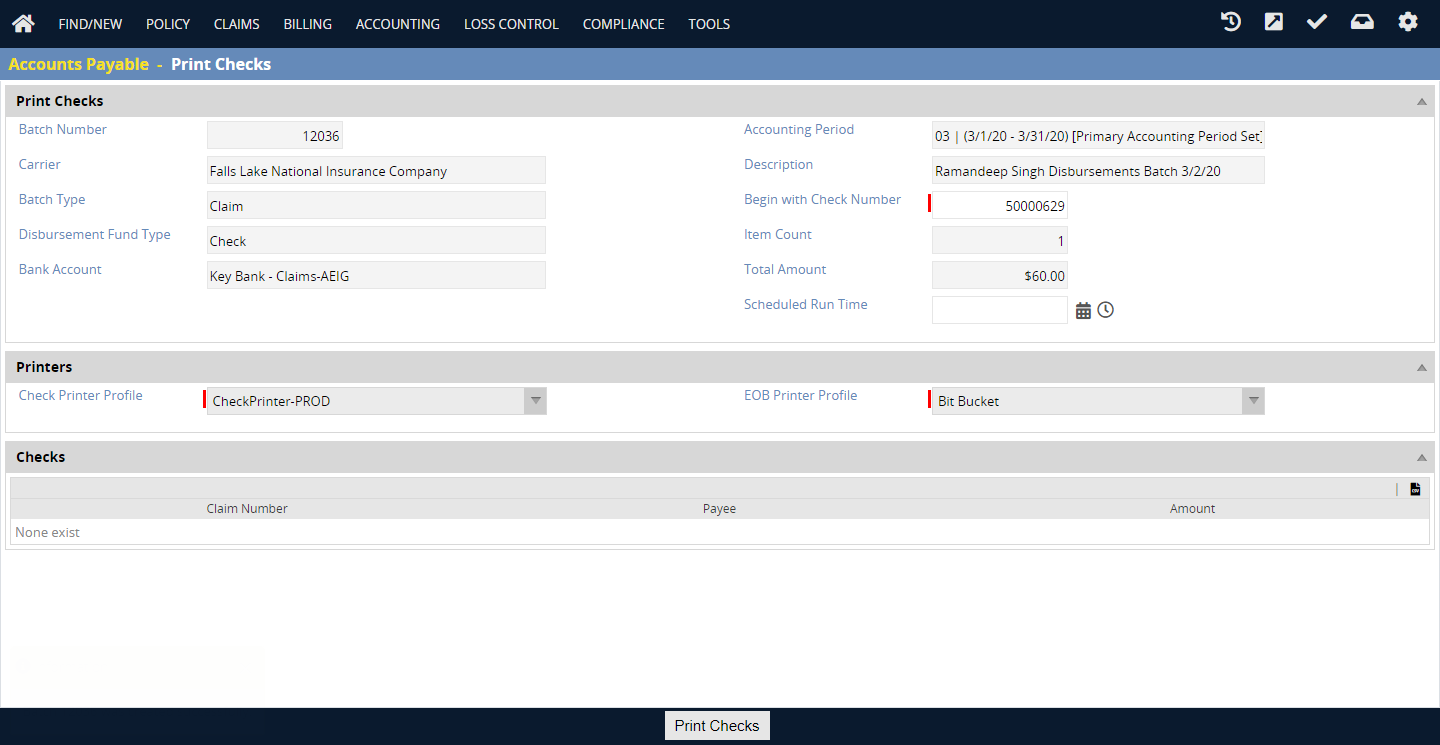 FIND/NEW POLICY CLAIMS BILLING ACCOUNTING LOSS CONTROL COMPLIANCE TOOLS
Accounts Payable - Print Checks
Print Checks
Batch Number 12036 Accounting Period 03 | (3/1/20 - 3/31/20) [Primary Accounting Period Set]
Carrier Falls Lake National Insurance Company Description Ramandeep Singh Disbursements Batch 3/2/20
Batch Type Claim Begin with Check Number 50000629
Disbursement Fund Type Check Item Count 1
Bank Account Key Bank - Claims-AEIG Total Amount $60.00
Scheduled Run Time
Printers
Check Printer Profile CheckPrinter-PROD EOB Printer Profile Bit Bucket
Checks
Claim Number Payee Amount
None exist
Print Checks